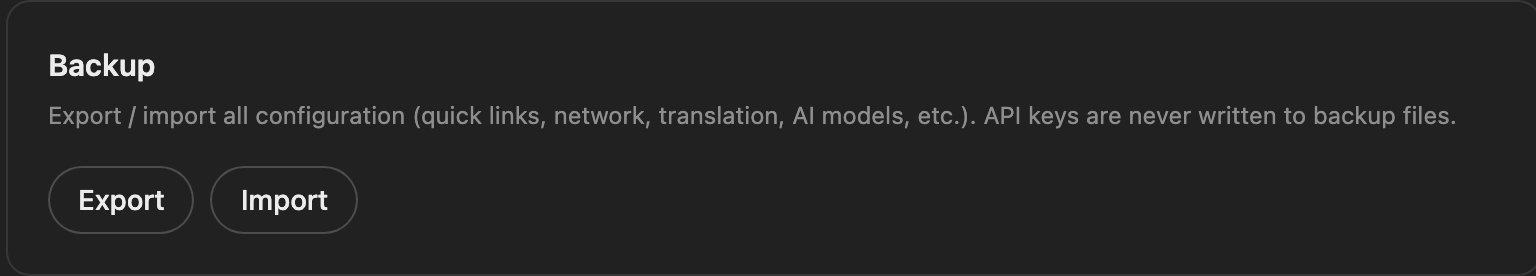 Backup
Export / import all configuration (quick links, network, translation, AI models, etc.). API keys are never written to backup files.
Export
Import